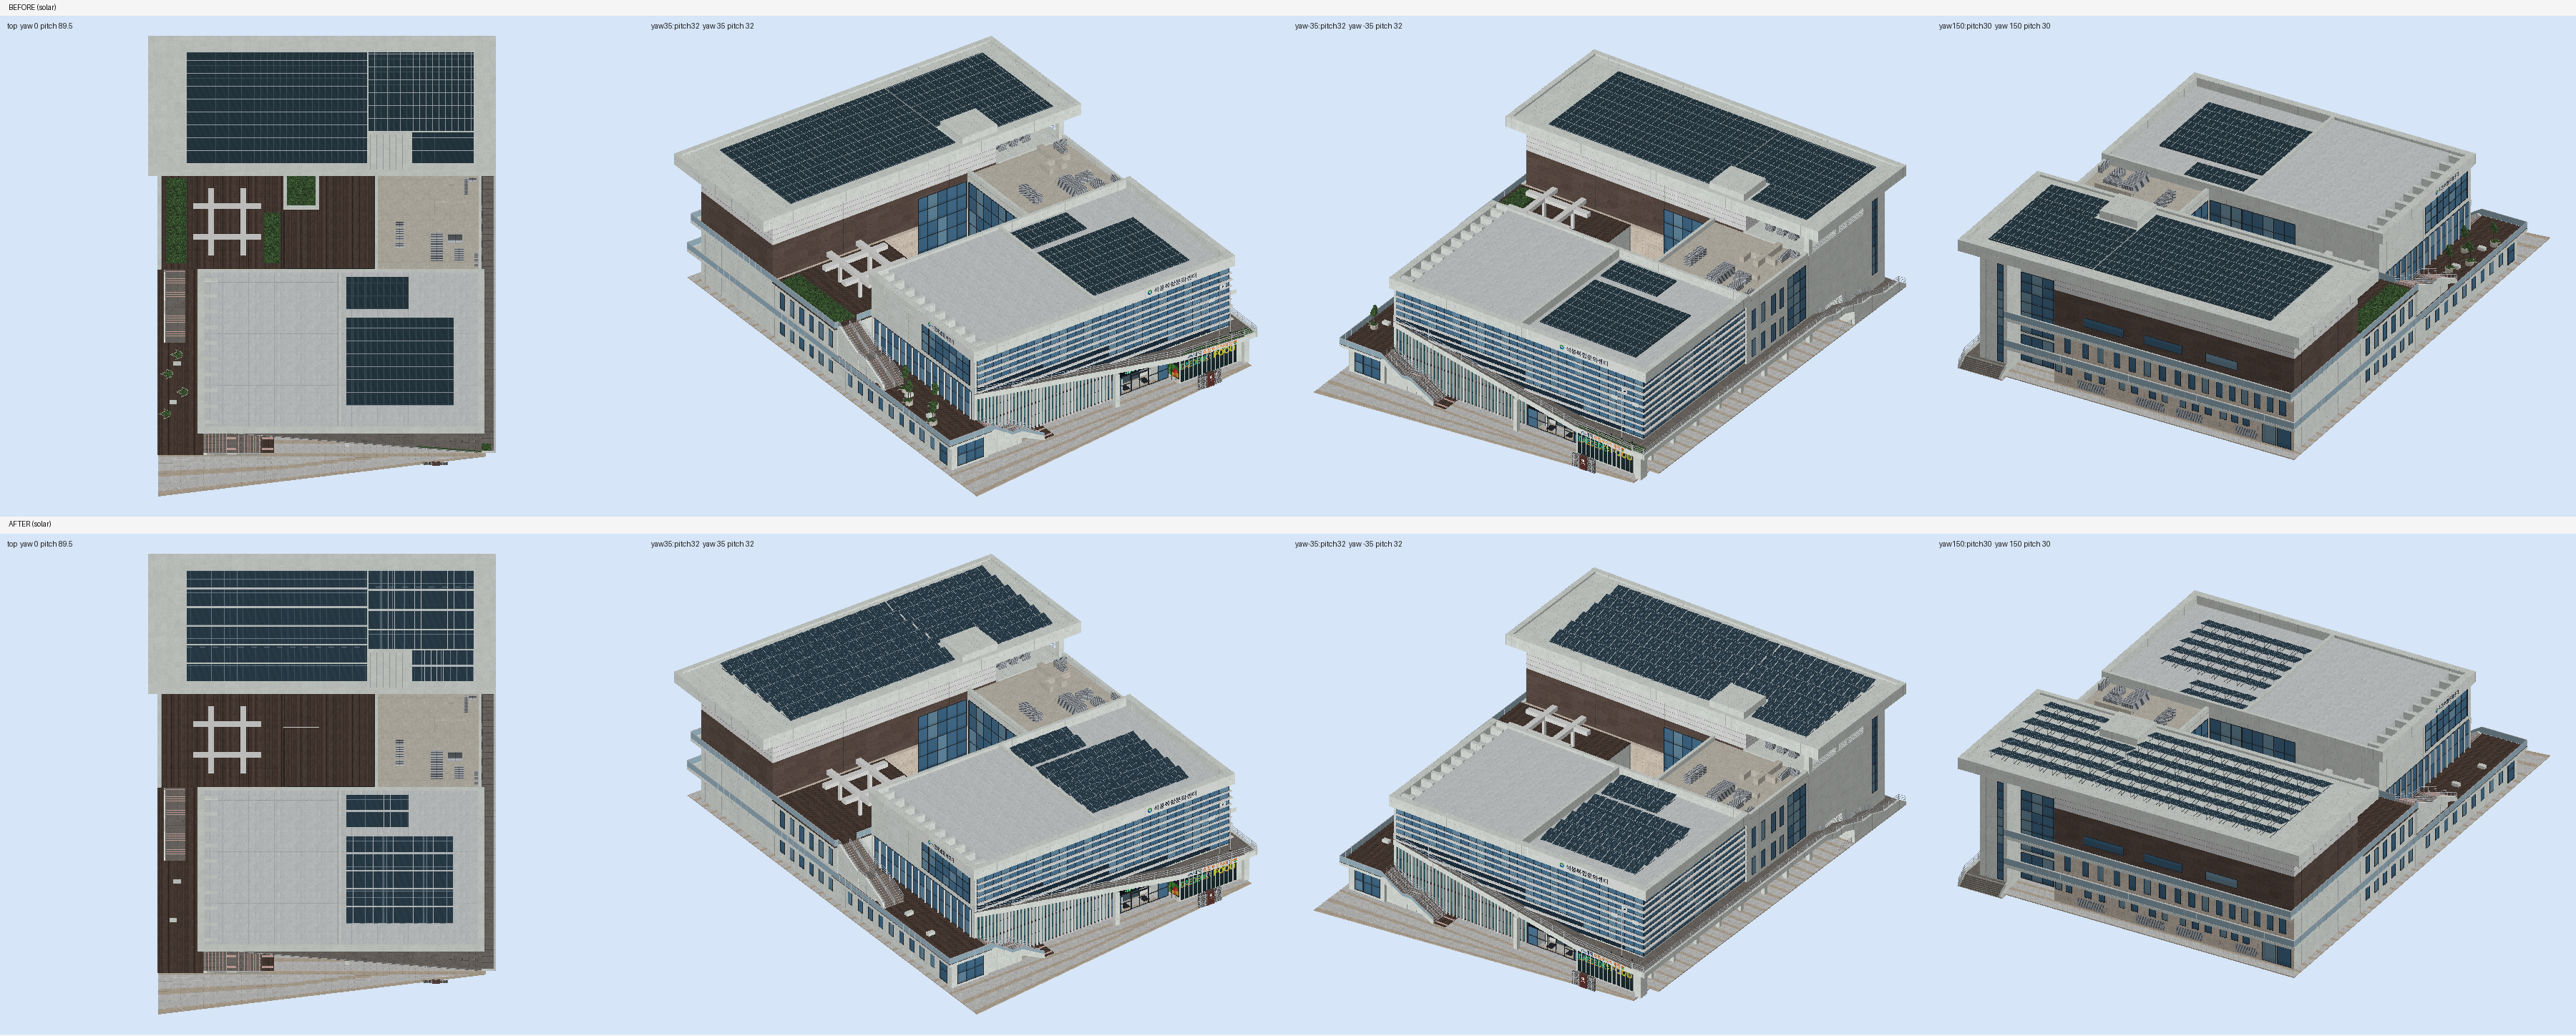 BEFORE (solar)
top yaw 0 pitch 89.5
yaw35:pitch32 yaw 35 pitch 32
yaw-35:pitch32 yaw -35 pitch 32
yaw150:pitch30 yaw 150 pitch 30
AFTER (solar)
top yaw 0 pitch 89.5
yaw35:pitch32 yaw 35 pitch 32
yaw-35:pitch32 yaw -35 pitch 32
yaw150:pitch30 yaw 150 pitch 30